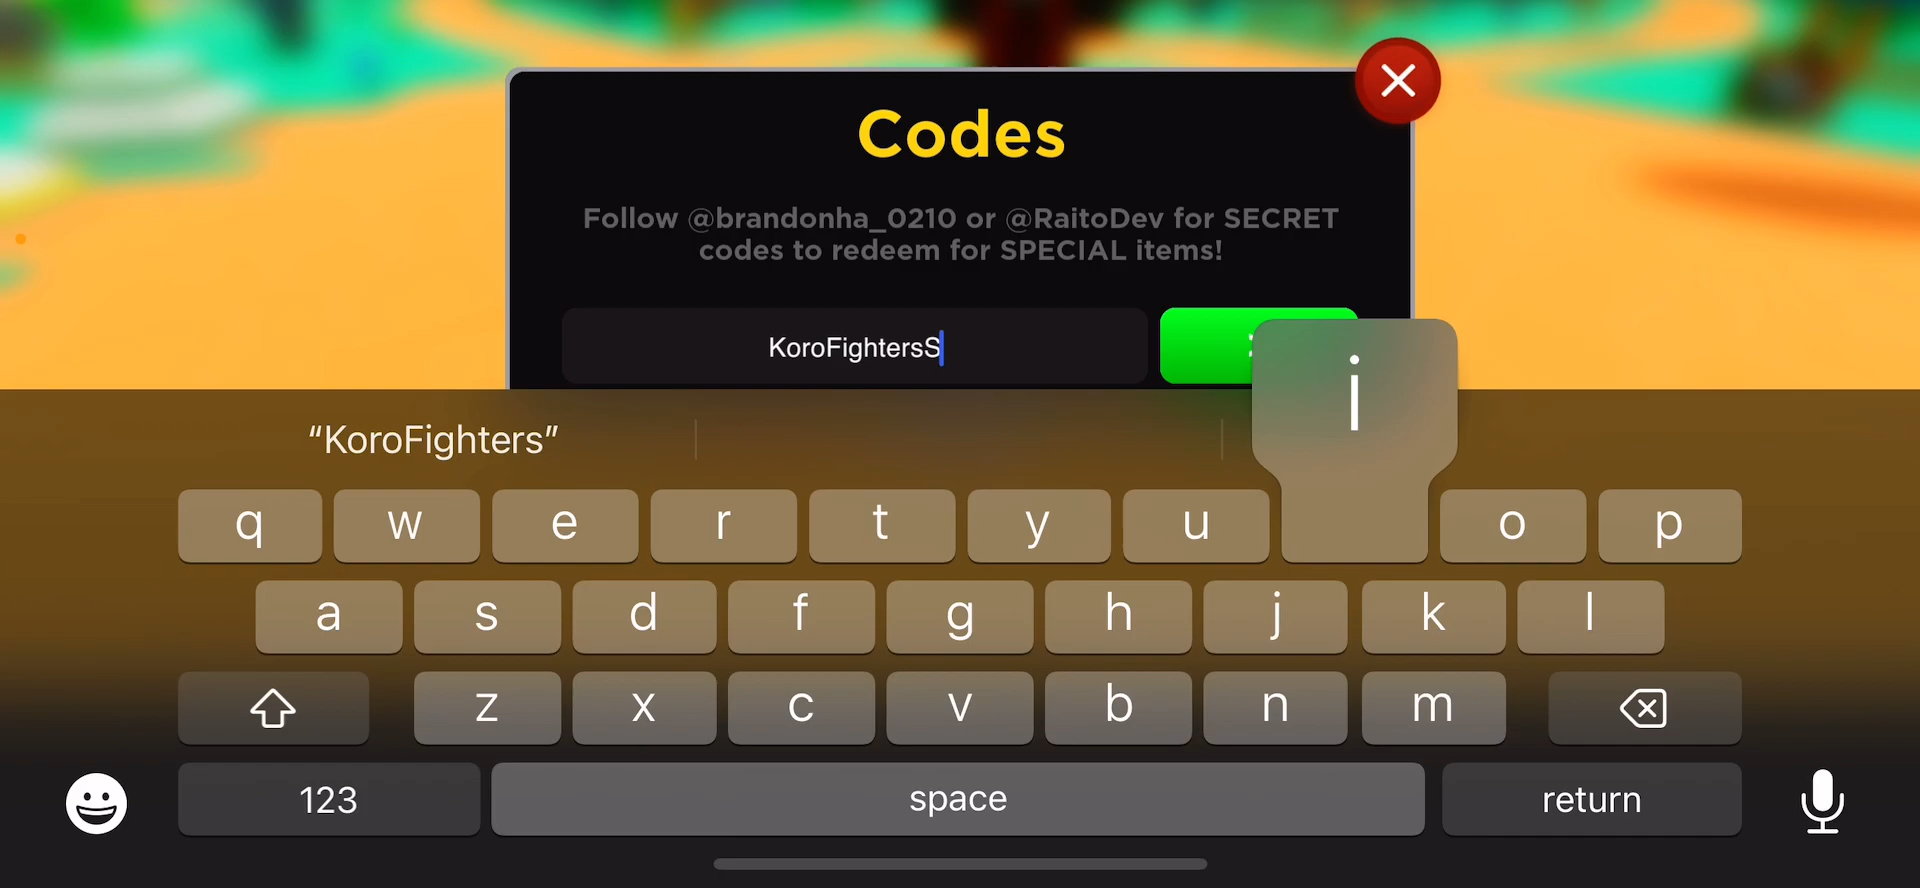 Codes
Follow @brandonha_0210 or @RaitoDev for SECRET
codes to redeem for SPECIAL items!
KoroFightersS
“KoroFighters”
i
q w e r t y u o p
a s d f g h j k l
z x c v b n m
123 space return